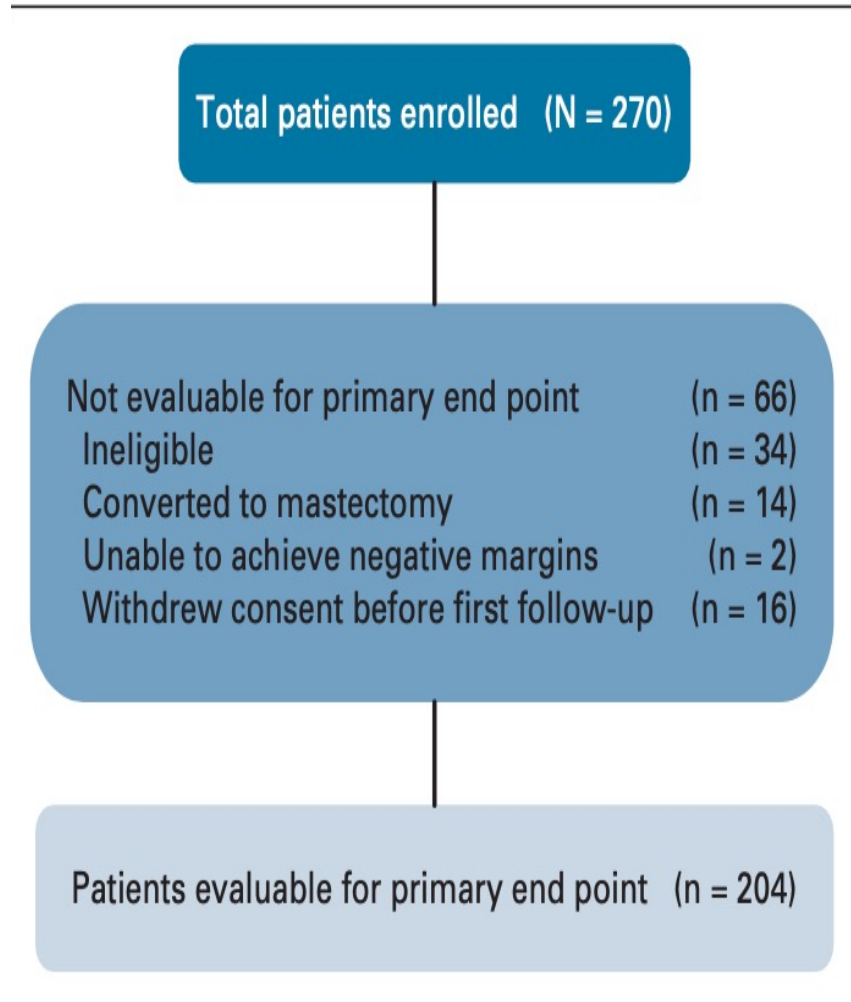 Total patients enrolled (N = 270)
Not evaluable for primary end point (n = 66)
Ineligible (n = 34)
Converted to mastectomy (n = 14)
Unable to achieve negative margins (n = 2)
Withdrew consent before first follow-up (n = 16)
Patients evaluable for primary end point (n = 204)